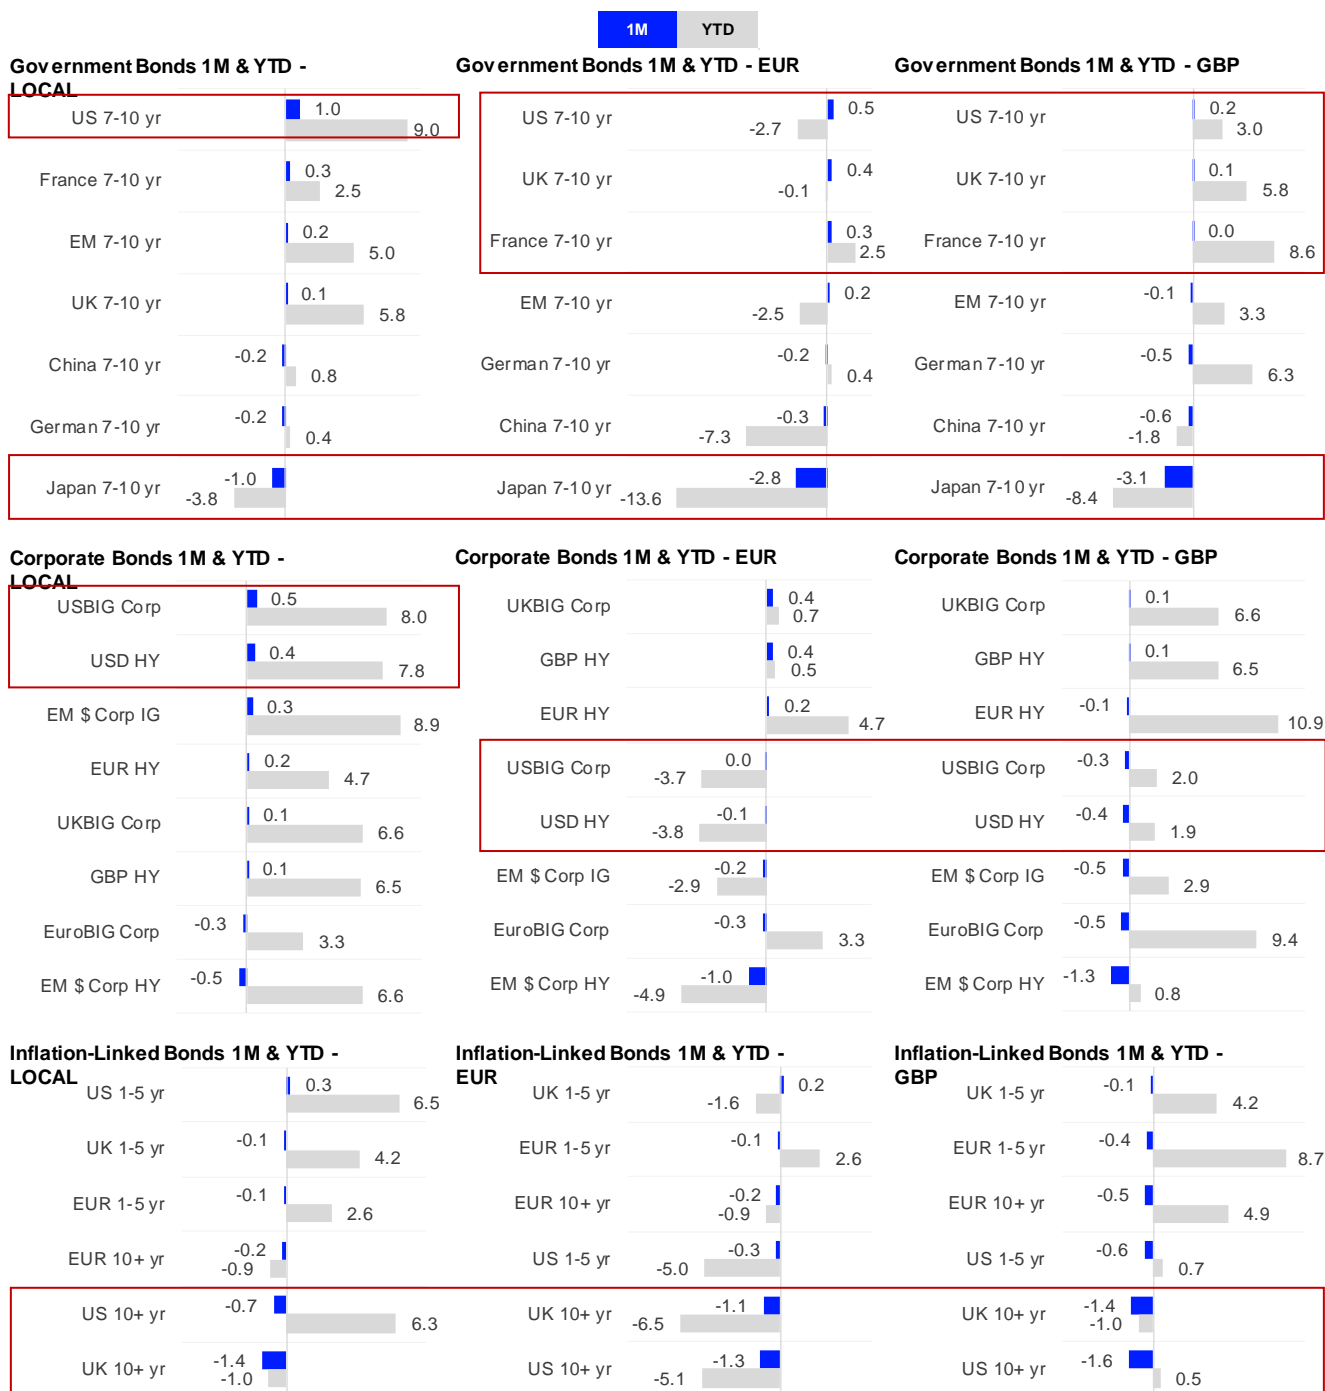 1M YTD
Government Bonds 1M & YTD - LOCAL
US 7-10 yr 1.0 9.0
France 7-10 yr 0.3 2.5
EM 7-10 yr 0.2 5.0
UK 7-10 yr 0.1 5.8
China 7-10 yr -0.2 0.8
German 7-10 yr -0.2 0.4
Japan 7-10 yr -1.0 -3.8
Government Bonds 1M & YTD - EUR
US 7-10 yr 0.5 -2.7
UK 7-10 yr 0.4 -0.1
France 7-10 yr 0.3 2.5
EM 7-10 yr 0.2 -2.5
German 7-10 yr -0.2 0.4
China 7-10 yr -0.3 -7.3
Japan 7-10 yr -2.8 -13.6
Government Bonds 1M & YTD - GBP
US 7-10 yr 0.2 3.0
UK 7-10 yr 0.1 5.8
France 7-10 yr 0.0 8.6
EM 7-10 yr -0.1 3.3
German 7-10 yr -0.5 6.3
China 7-10 yr -0.6 -1.8
Japan 7-10 yr -3.1 -8.4
Corporate Bonds 1M & YTD - LOCAL
USBIG Corp 0.5 8.0
USD HY 0.4 7.8
EM $ Corp IG 0.3 8.9
EUR HY 0.2 4.7
UKBIG Corp 0.1 6.6
GBP HY 0.1 6.5
EuroBIG Corp -0.3 3.3
EM $ Corp HY -0.5 6.6
Corporate Bonds 1M & YTD - EUR
UKBIG Corp 0.4 0.7
GBP HY 0.4 0.5
EUR HY 0.2 4.7
USBIG Corp 0.0 -3.7
USD HY -0.1 -3.8
EM $ Corp IG -0.2 -2.9
EuroBIG Corp -0.3 3.3
EM $ Corp HY -1.0 -4.9
Corporate Bonds 1M & YTD - GBP
UKBIG Corp 0.1 6.6
GBP HY 0.1 6.5
EUR HY -0.1 10.9
USBIG Corp -0.3 2.0
USD HY -0.4 1.9
EM $ Corp IG -0.5 2.9
EuroBIG Corp -0.5 9.4
EM $ Corp HY -1.3 0.8
Inflation-Linked Bonds 1M & YTD - LOCAL
US 1-5 yr 0.3 6.5
UK 1-5 yr -0.1 4.2
EUR 1-5 yr -0.1 2.6
EUR 10+ yr -0.2 -0.9
US 10+ yr -0.7 6.3
UK 10+ yr -1.4 -1.0
Inflation-Linked Bonds 1M & YTD - EUR
UK 1-5 yr 0.2 -1.6
EUR 1-5 yr -0.1 2.6
EUR 10+ yr -0.2 -0.9
US 1-5 yr -0.3 -5.0
UK 10+ yr -1.1 -6.5
US 10+ yr -1.3 -5.1
Inflation-Linked Bonds 1M & YTD - GBP
UK 1-5 yr -0.1 4.2
EUR 1-5 yr -0.4 8.7
EUR 10+ yr -0.5 4.9
US 1-5 yr -0.6 0.7
UK 10+ yr -1.4 -1.0
US 10+ yr -1.6 0.5